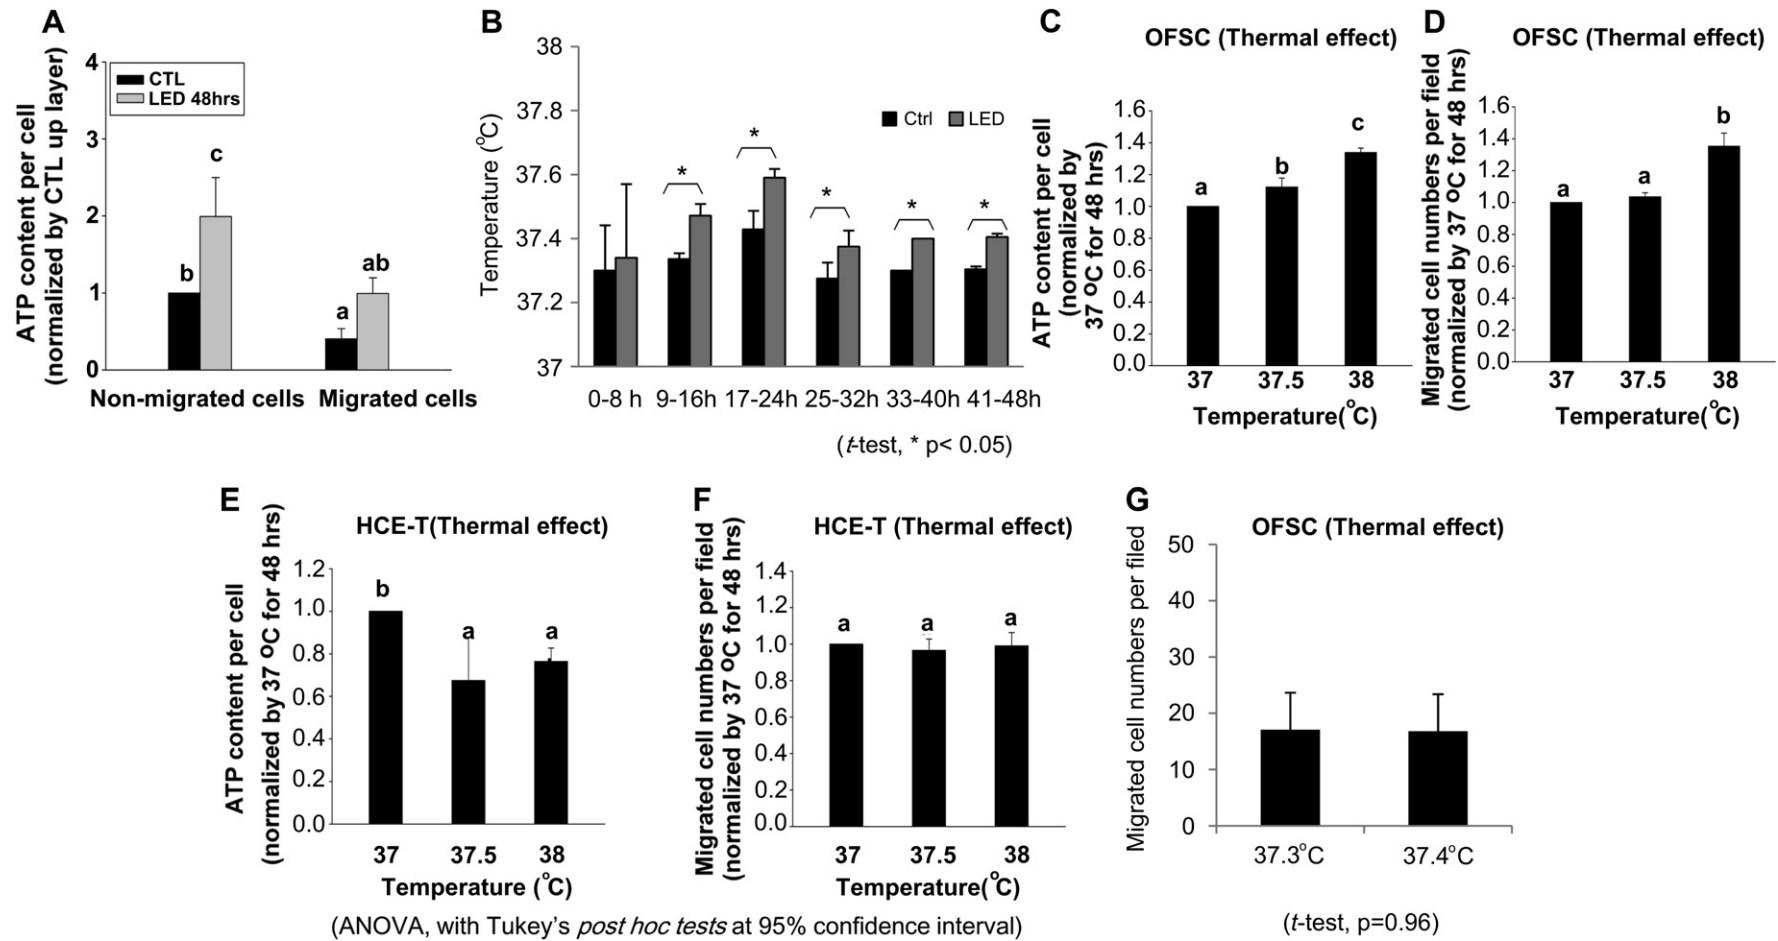 A
ATP content per cell
(normalized by CTL up layer)
4
3
2
1
0
CTL
LED 48hrs
b
c
a
ab
Non-migrated cells
Migrated cells
B
Temperature (°C)
38
37.8
37.6
37.4
37.2
37
Ctrl
LED
*
*
*
*
*
0-8 h
9-16h
17-24h
25-32h
33-40h
41-48h
(t-test, * p< 0.05)
C
OFSC (Thermal effect)
ATP content per cell
(normalized by
37 °C for 48 hrs)
1.6
1.4
1.2
1.0
0.8
0.6
0.4
0.2
0.0
a
b
c
37
37.5
38
Temperature(°C)
D
OFSC (Thermal effect)
Migrated cell numbers per field
(normalized by 37 °C for 48 hrs)
1.6
1.4
1.2
1.0
0.8
0.6
0.4
0.2
0.0
a
a
b
37
37.5
38
Temperature(°C)
E
HCE-T(Thermal effect)
ATP content per cell
(normalized by 37 °C for 48 hrs)
1.2
1.0
0.8
0.6
0.4
0.2
0.0
b
a
a
37
37.5
38
Temperature (°C)
F
HCE-T (Thermal effect)
Migrated cell numbers per field
(normalized by 37 °C for 48 hrs)
1.4
1.2
1.0
0.8
0.6
0.4
0.2
0.0
a
a
a
37
37.5
38
Temperature(°C)
(ANOVA, with Tukey's post hoc tests at 95% confidence interval)
G
OFSC (Thermal effect)
Migrated cell numbers per filed
50
40
30
20
10
0
37.3°C
37.4°C
(t-test, p=0.96)